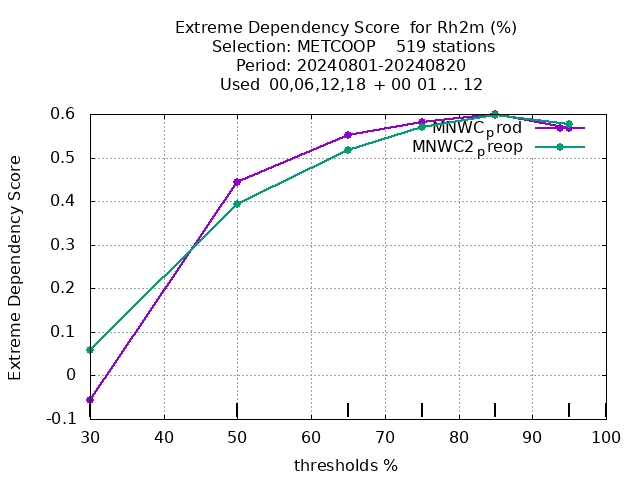 Extreme Dependency Score  for Rh2m (%)
Selection: METCOOP    519 stations
Period: 20240801-20240820
Used  00,06,12,18  + 00 01 ... 12
Extreme Dependency Score
0.6
0.5
0.4
0.3
0.2
0.1
0
-0.1
MNWC_prod
MNWC2_preop
30 40 50 60 70 80 90 100
thresholds %